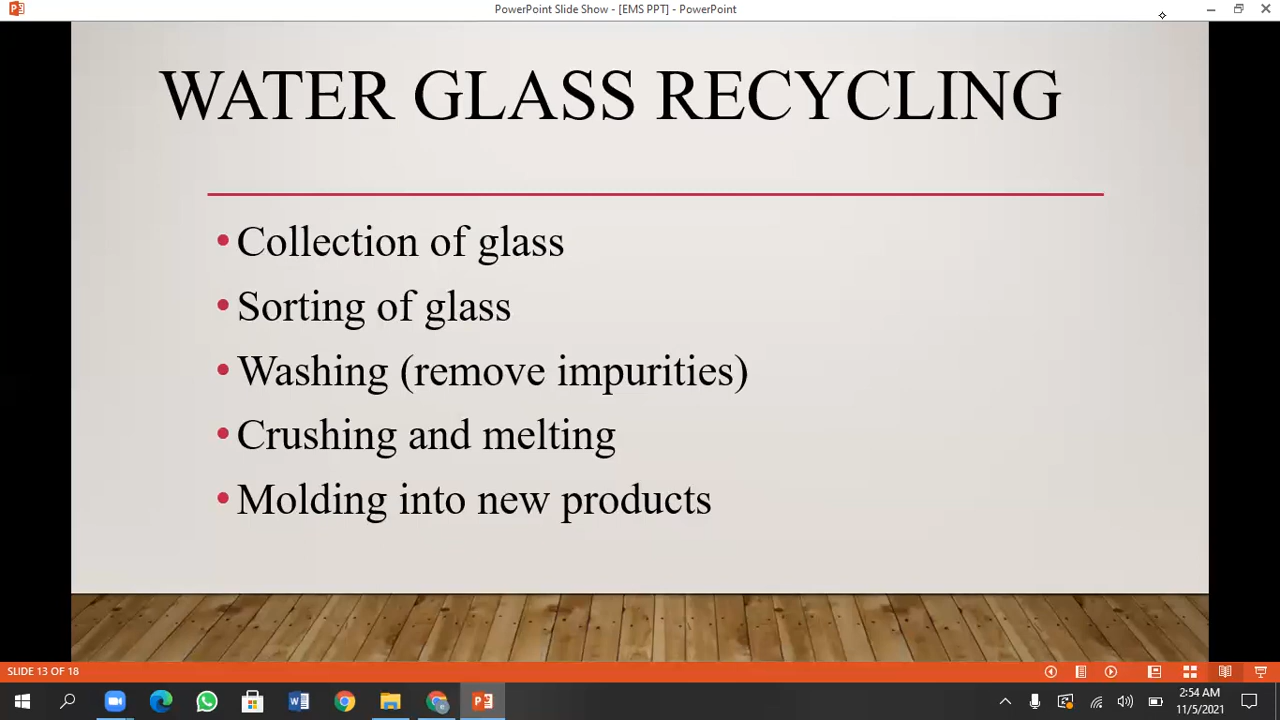 PowerPoint Slide Show - [EMS PPT] - PowerPoint
WATER GLASS RECYCLING
• Collection of glass
• Sorting of glass
• Washing (remove impurities)
• Crushing and melting
• Molding into new products
SLIDE 13 OF 18
2:54 AM
11/5/2021